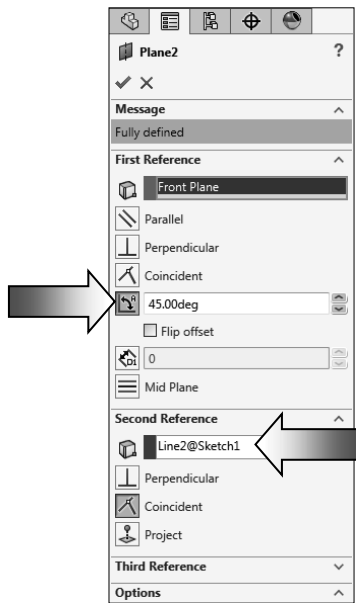 Plane2 ?
Message
Fully defined
First Reference
Front Plane
Parallel
Perpendicular
Coincident
45.00deg
Flip offset
D1 0
Mid Plane
Second Reference
Line2@Sketch1
Perpendicular
Coincident
Project
Third Reference
Options